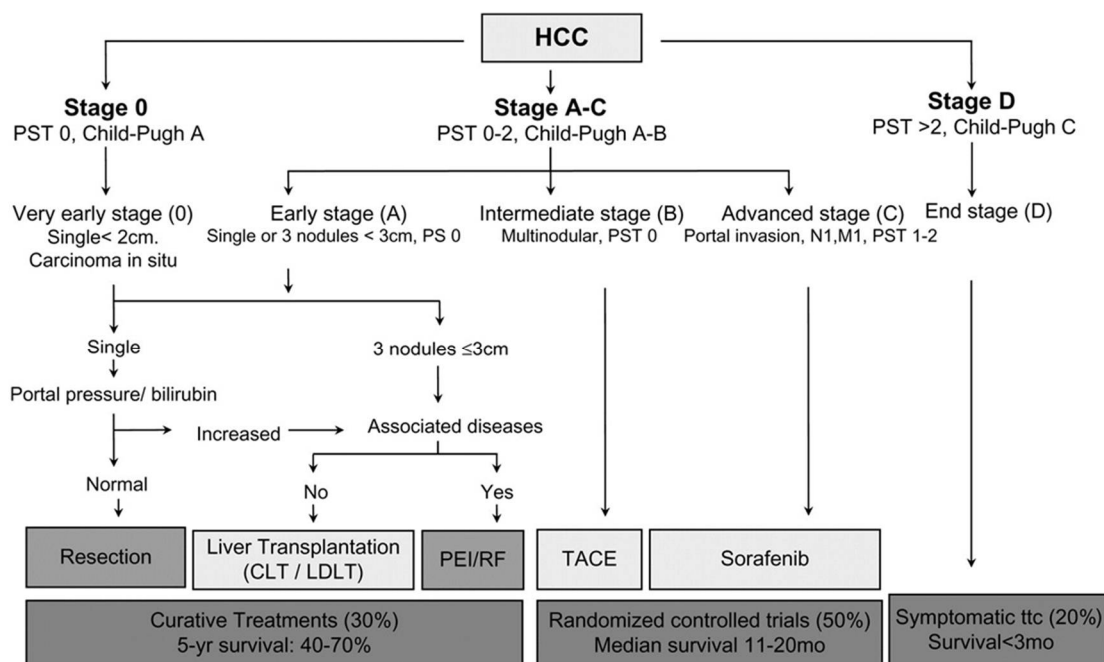 HCC
Stage 0
PST 0, Child-Pugh A
Stage A-C
PST 0-2, Child-Pugh A-B
Stage D
PST >2, Child-Pugh C
Very early stage (0)
Single< 2cm.
Carcinoma in situ
Early stage (A)
Single or 3 nodules < 3cm, PS 0
Intermediate stage (B)
Multinodular, PST 0
Advanced stage (C)
Portal invasion, N1,M1, PST 1-2
End stage (D)
Single
3 nodules ≤3cm
Portal pressure/ bilirubin
Increased
Associated diseases
Normal
No
Yes
Resection
Liver Transplantation
(CLT / LDLT)
PEI/RF
TACE
Sorafenib
Curative Treatments (30%)
5-yr survival: 40-70%
Randomized controlled trials (50%)
Median survival 11-20mo
Symptomatic ttc (20%)
Survival<3mo